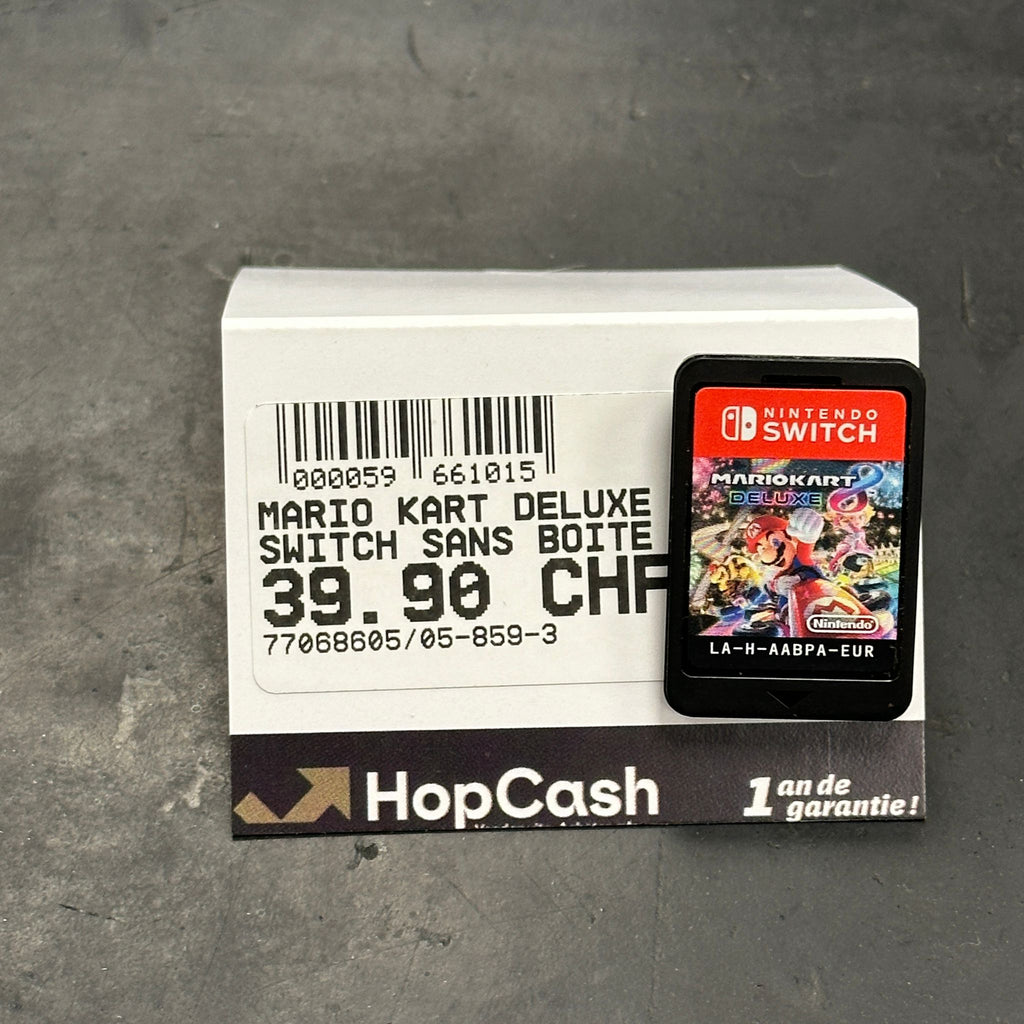 000059 661015
MARIO KART DELUXE
SWITCH SANS BOITE
39.90 CHF
77068605/05-859-3
NINTENDO
SWITCH
MARIOKART 8
DELUXE
Nintendo
LA-H-AABPA-EUR
HopCash
1 an de
garantie!